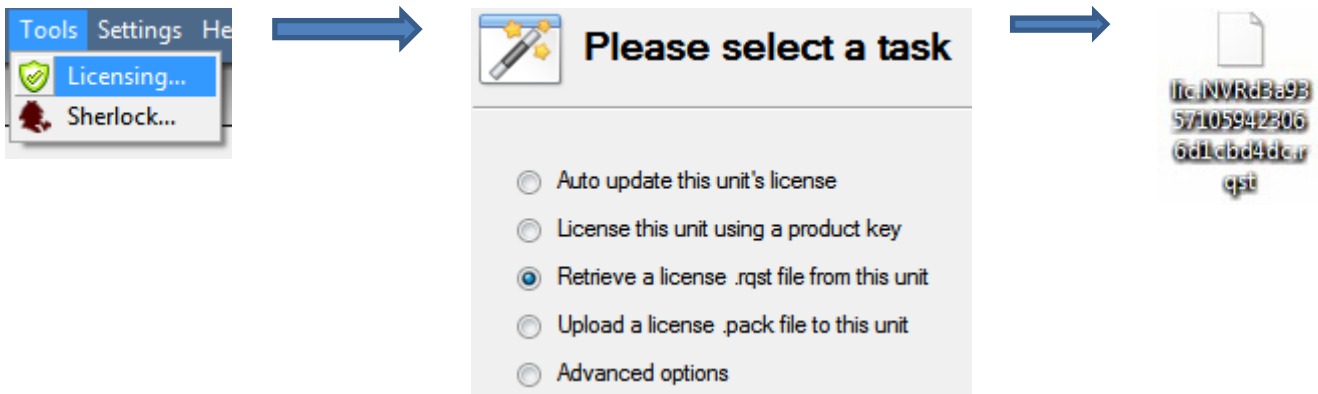 Tools Settings He
Licensing...
Sherlock...
Please select a task
Auto update this unit's license
License this unit using a product key
Retrieve a license .rqst file from this unit
Upload a license .pack file to this unit
Advanced options
lic.NVRd3a93
57105942306
6d1cbd4dc.r
qst